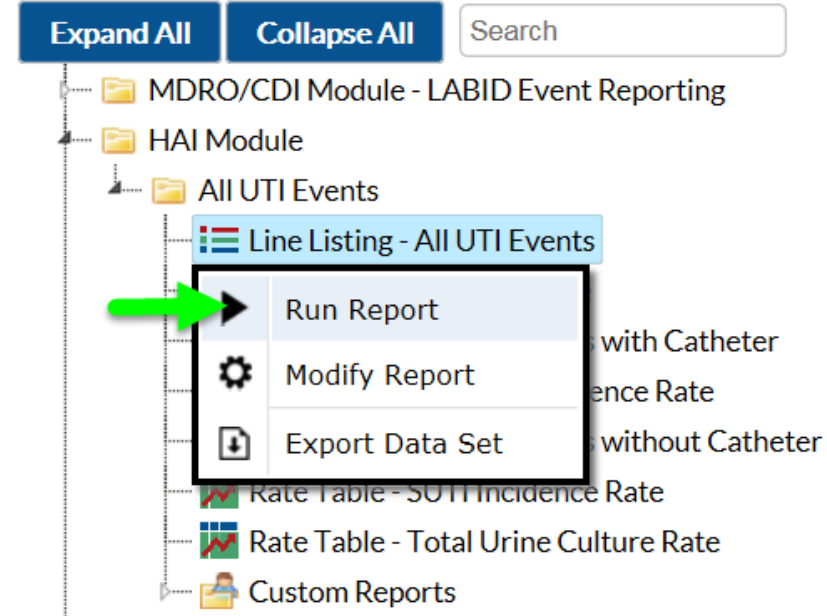 Expand All
Collapse All
Search
MDRO/CDI Module - LABID Event Reporting
HAI Module
All UTI Events
Line Listing - All UTI Events
Run Report
with Catheter
Modify Report
ence Rate
Export Data Set
without Catheter
Rate Table - SUTI Incidence Rate
Rate Table - Total Urine Culture Rate
Custom Reports